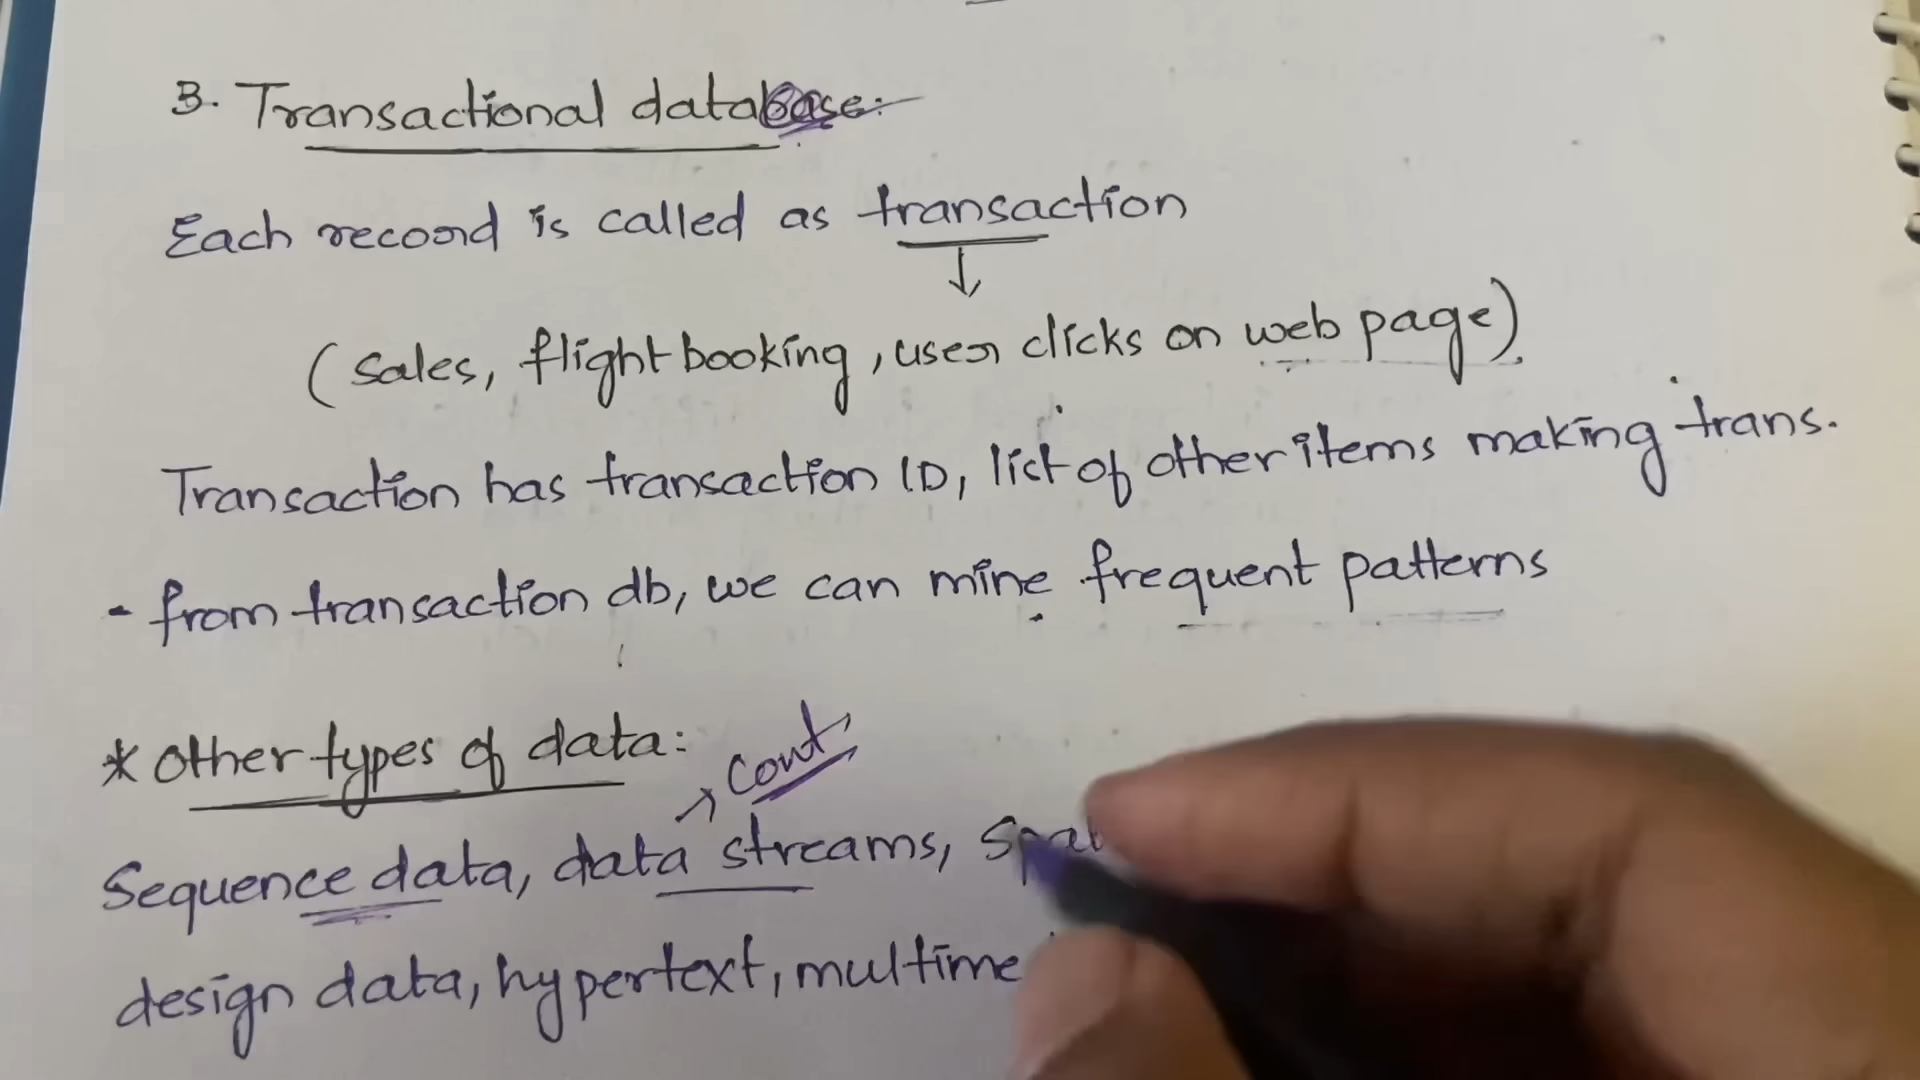 3. Transactional database:
Each record is called as transaction
↓
(sales, flight booking, user clicks on web page).
Transaction has transaction ID, list of other items making trans.
- from transaction db, we can mine frequent patterns
* Other types of data:
→ cont.
Sequence data, data streams,
design data, hypertext,